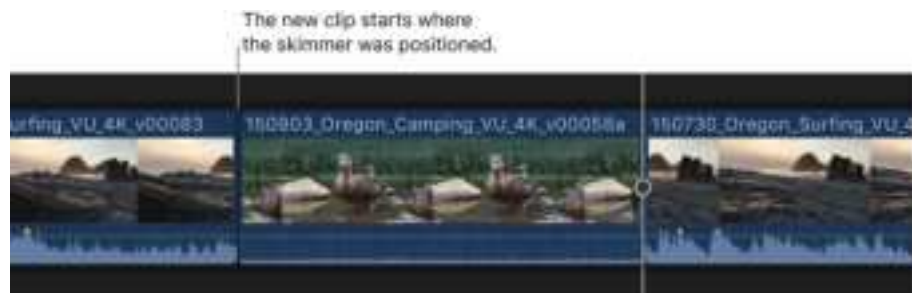 The new clip starts where
the skimmer was positioned.
urfing_VU_4K_v00083
150903_Oregon_Camping_VU_4K_v00058a
150730_Oregon_Surfing_VU_4